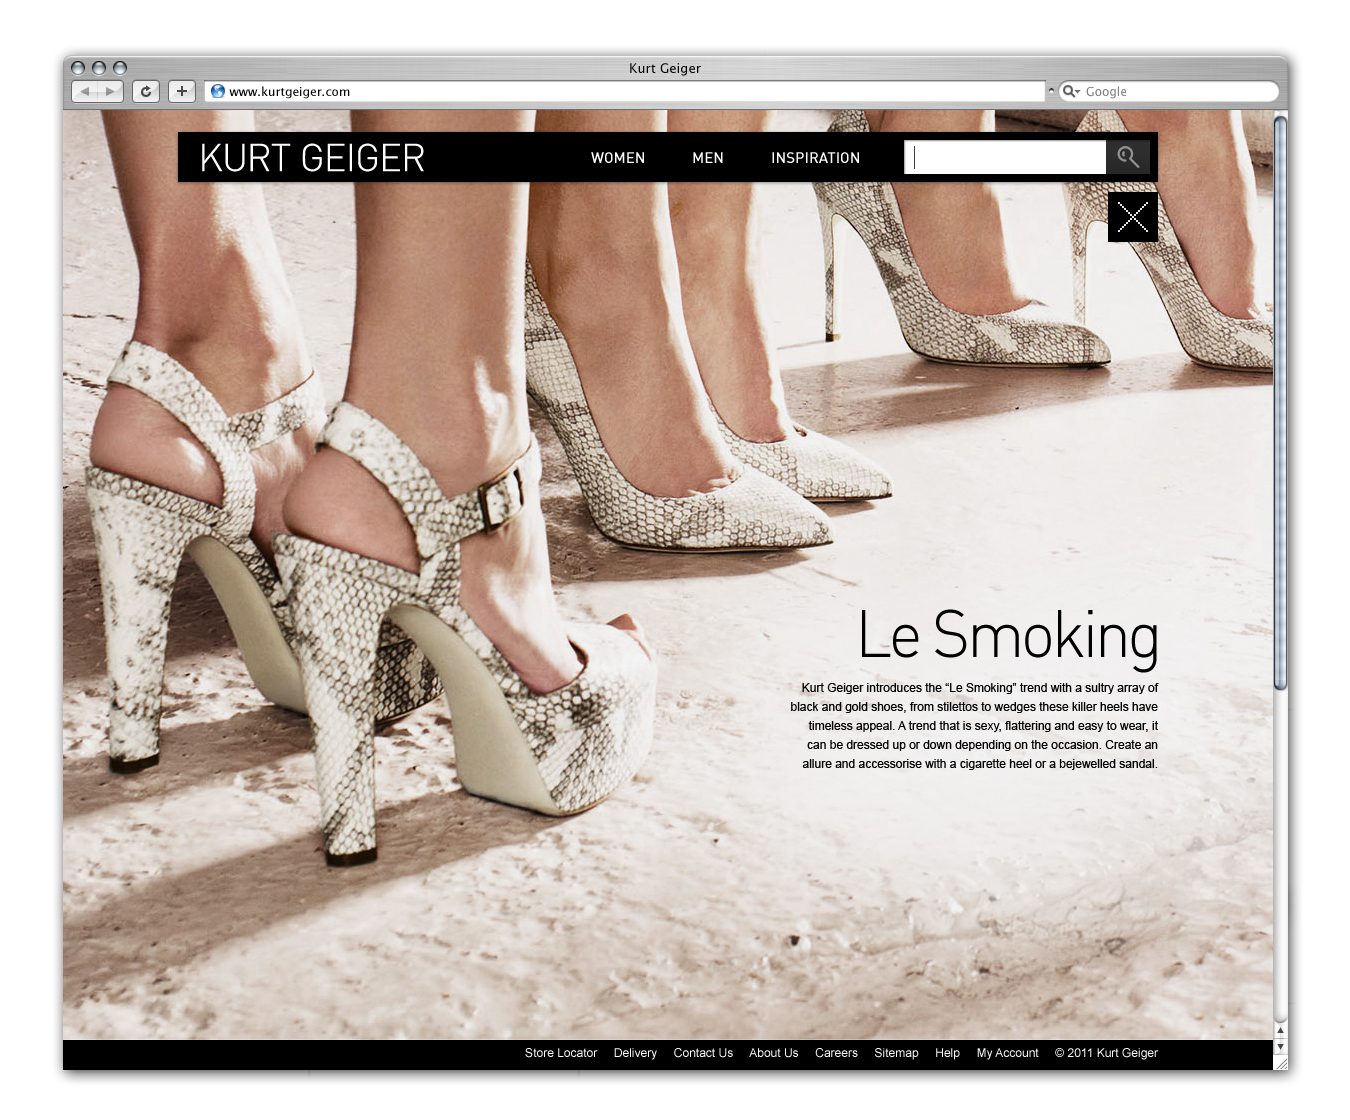 Kurt Geiger
www.kurtgeiger.com
Google
KURT GEIGER
WOMEN MEN INSPIRATION
Le Smoking
Kurt Geiger introduces the “Le Smoking” trend with a sultry array of
black and gold shoes, from stilettos to wedges these killer heels have
timeless appeal. A trend that is sexy, flattering and easy to wear, it
can be dressed up or down depending on the occasion. Create an
allure and accessorise with a cigarette heel or a bejewelled sandal.
Store Locator Delivery Contact Us About Us Careers Sitemap Help My Account © 2011 Kurt Geiger